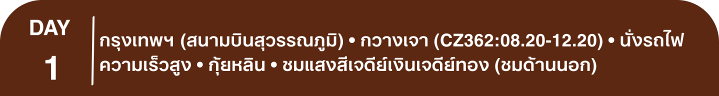 DAY
1
กรุงเทพฯ (สนามบินสุวรรณภูมิ) • กวางเจา (CZ362:08.20-12.20) • นั่งรถไฟ
ความเร็วสูง • กุ้ยหลิน • ชมแสงสีเจดีย์เงินเจดีย์ทอง (ชมด้านนอก)